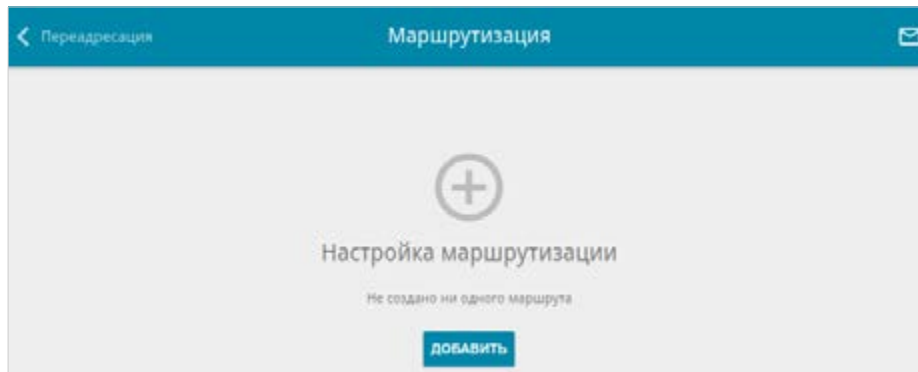 Переадресация
Маршрутизация
Настройка маршрутизации
Не создано ни одного маршрута
ДОБАВИТЬ